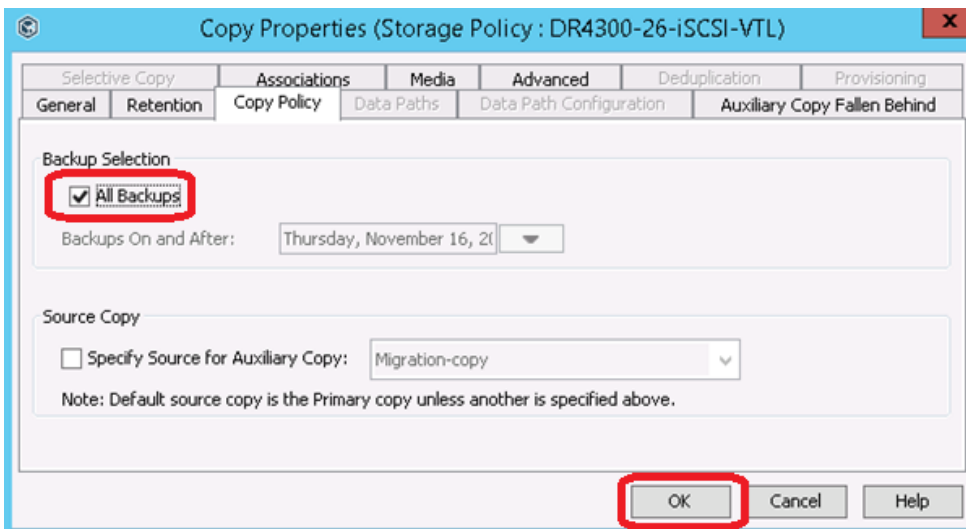 Copy Properties (Storage Policy : DR4300-26-iSCSI-VTL)
X
Selective Copy Associations Media Advanced Deduplication Provisioning
General Retention Copy Policy Data Paths Data Path Configuration Auxiliary Copy Fallen Behind
Backup Selection
All Backups
Backups On and After: Thursday, November 16, 20
Source Copy
Specify Source for Auxiliary Copy: Migration-copy
Note: Default source copy is the Primary copy unless another is specified above.
OK Cancel Help